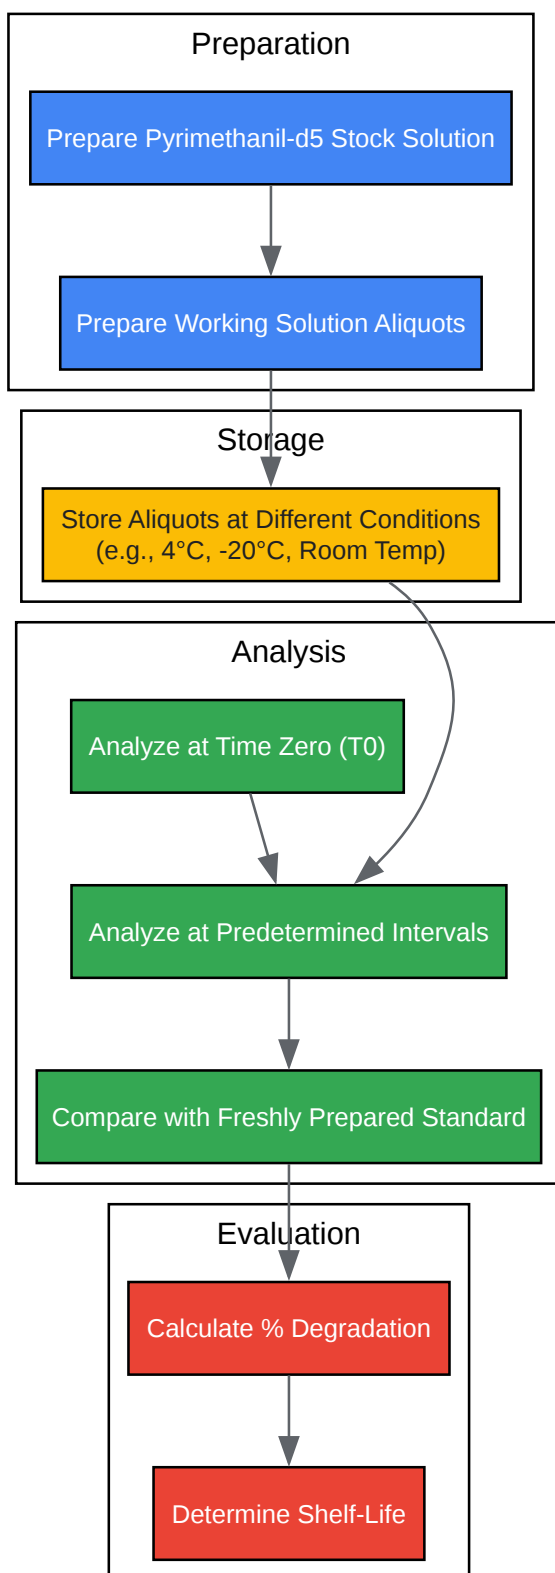 Preparation
Prepare Pyrimethanil-d5 Stock Solution
Prepare Working Solution Aliquots
Storage
Store Aliquots at Different Conditions
(e.g., 4°C, -20°C, Room Temp)
Analysis
Analyze at Time Zero (T0)
Analyze at Predetermined Intervals
Compare with Freshly Prepared Standard
Evaluation
Calculate % Degradation
Determine Shelf-Life